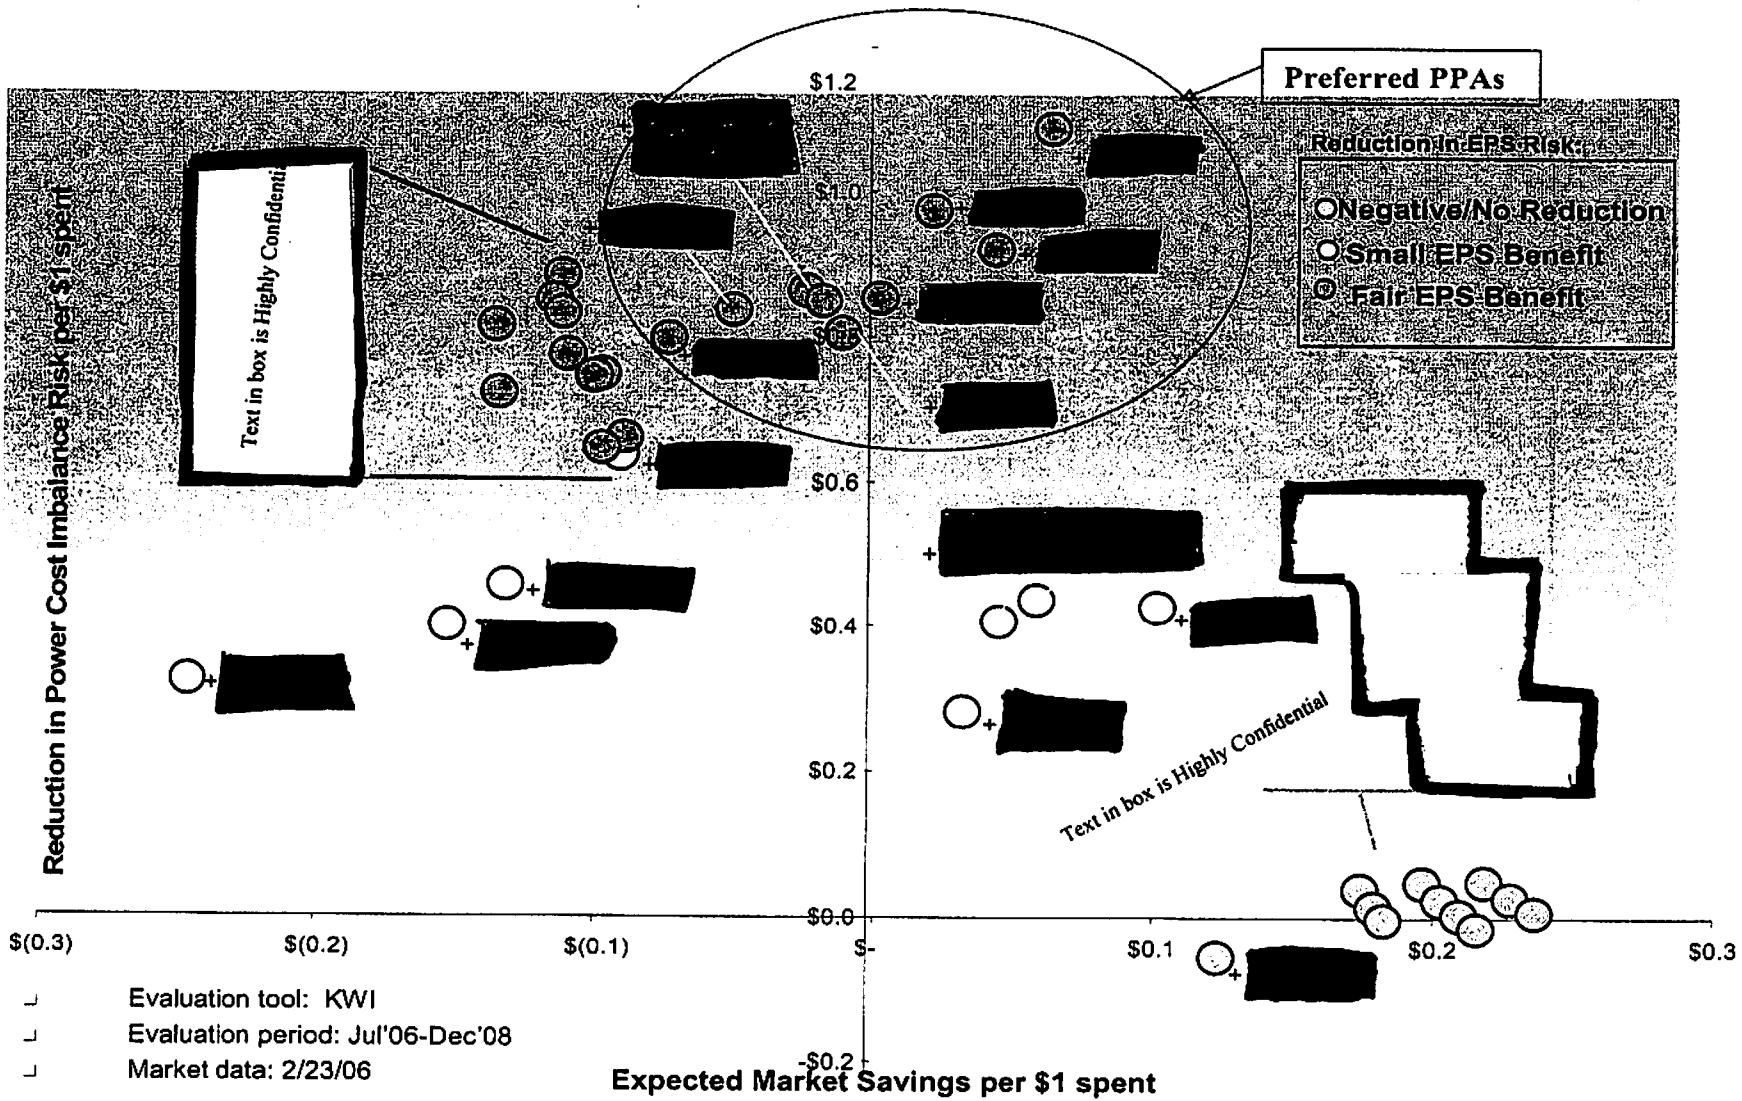 Preferred PPAs
$1.2
Reduction in EPS Risk:
Negative/No Reduction
Small EPS Benefit
Fair EPS Benefit
$1.0
Text in box is Highly Confidential
Reduction in Power Cost Imbalance Risk per $1 spent
$0.6
$0.4
$0.2
Text in box is Highly Confidential
$0.0
$(0.3)
$(0.2)
$(0.1)
$-
$0.1
$0.2
$0.3
Evaluation tool: KWI
Evaluation period: Jul'06-Dec'08
Market data: 2/23/06
-$0.2
Expected Market Savings per $1 spent